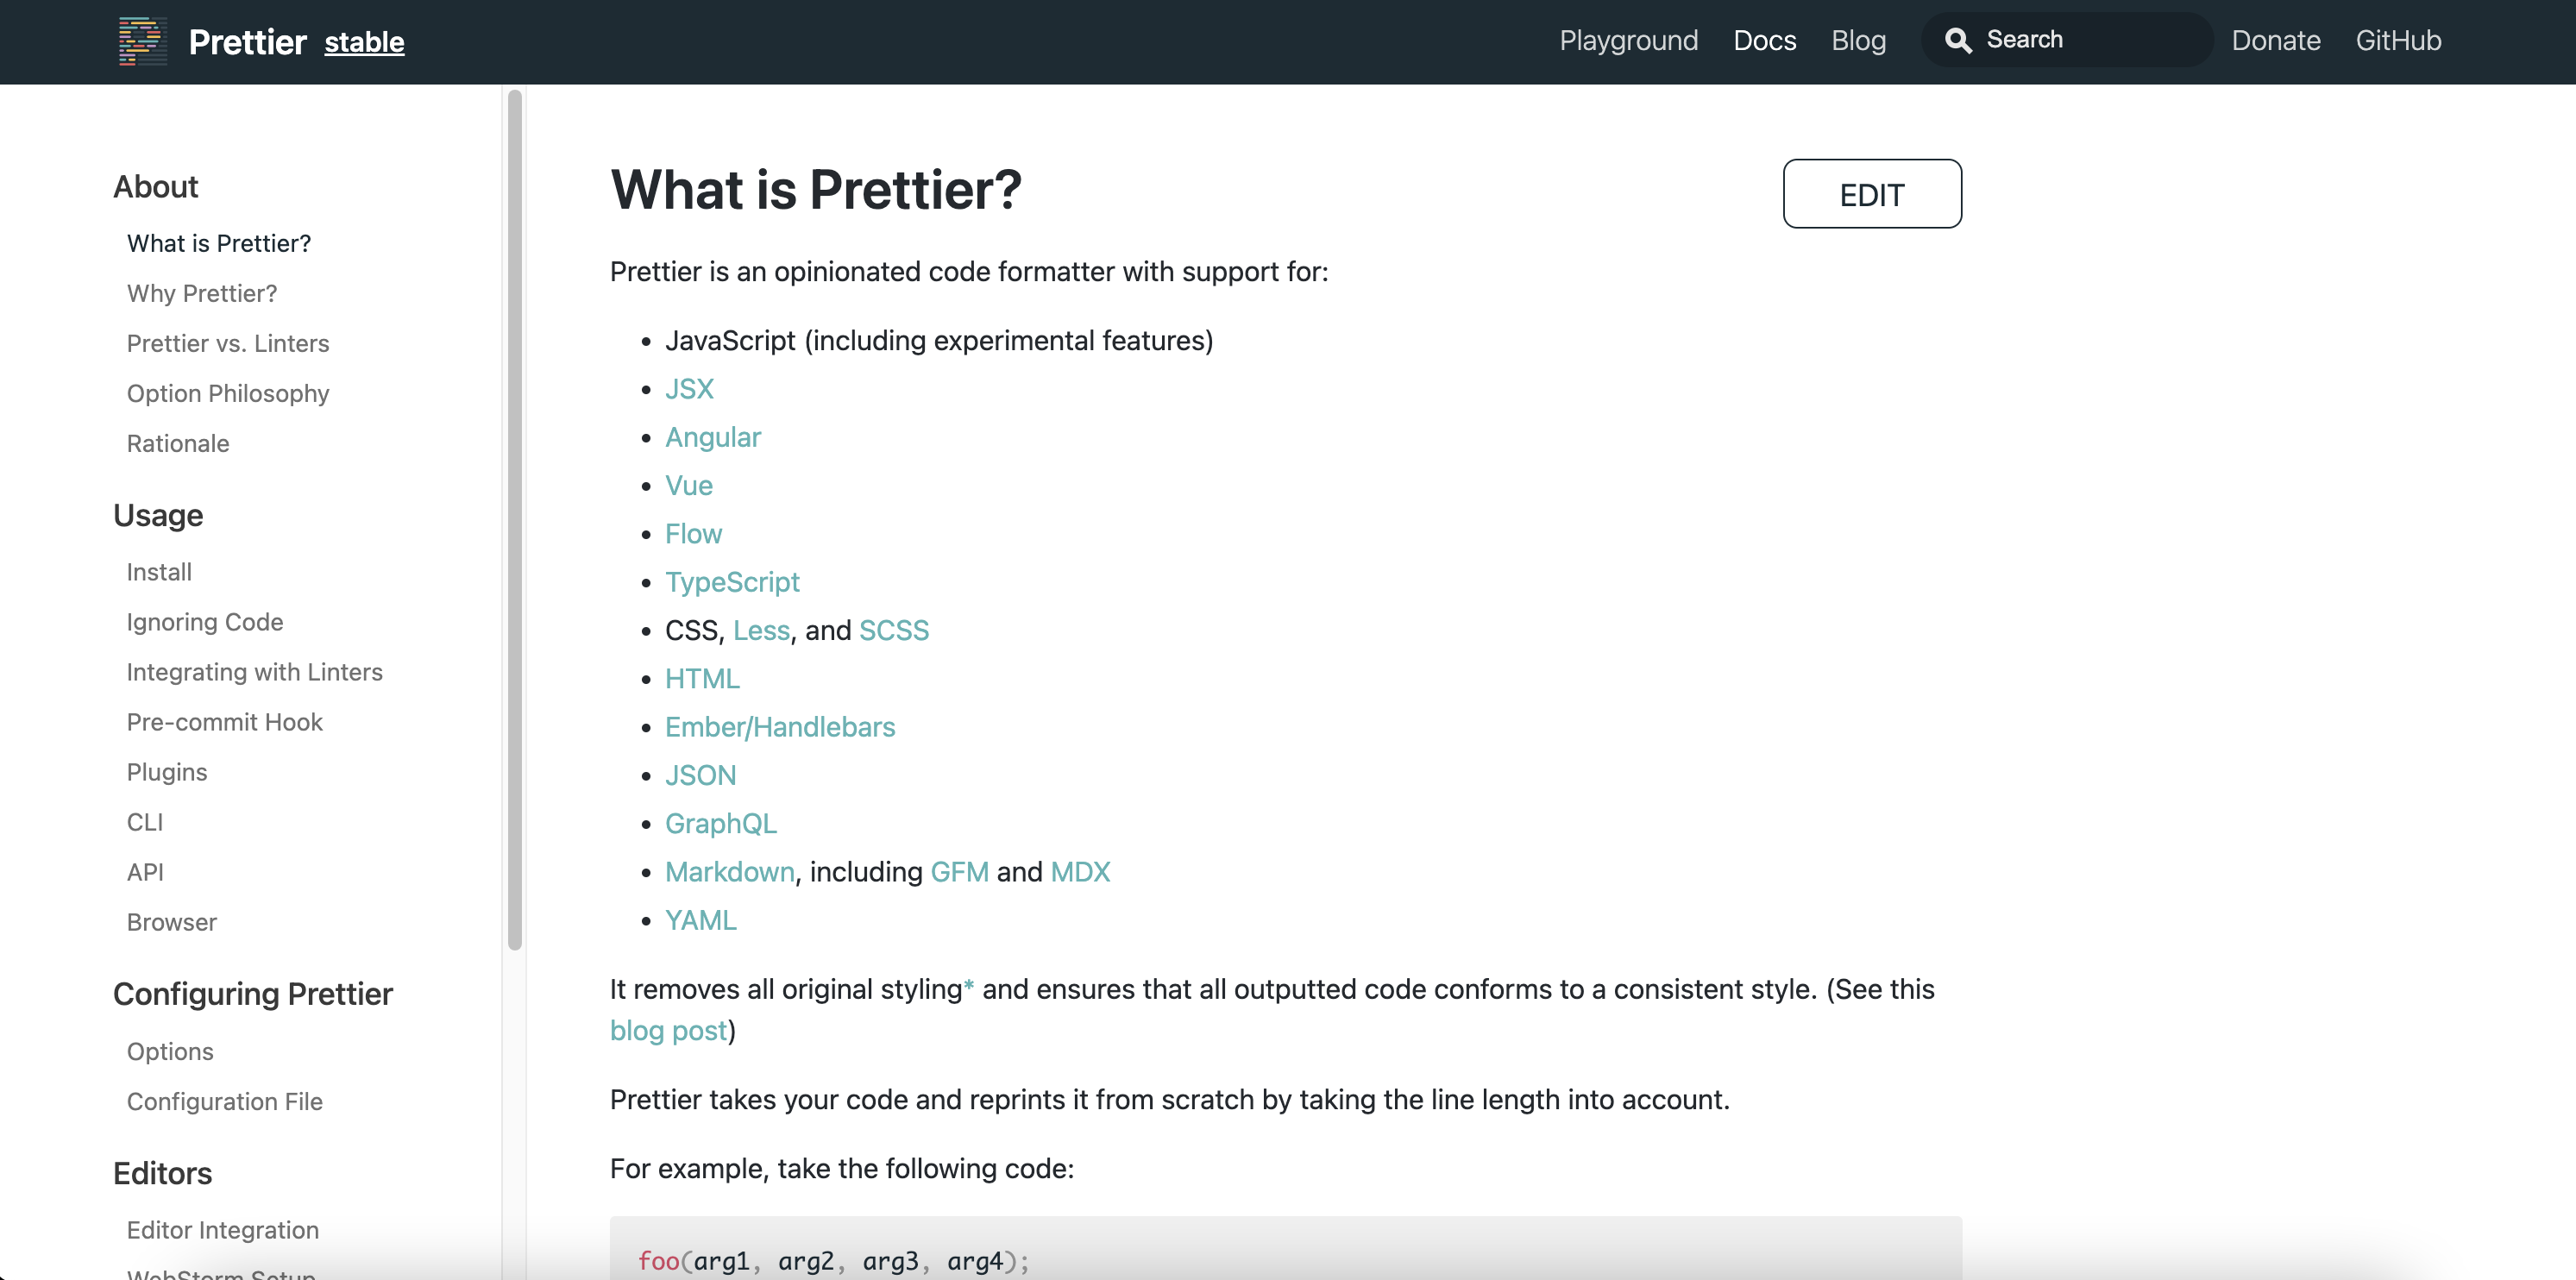 Prettier stable
Playground Docs Blog Search Donate GitHub
About
What is Prettier?
Why Prettier?
Prettier vs. Linters
Option Philosophy
Rationale
Usage
Install
Ignoring Code
Integrating with Linters
Pre-commit Hook
Plugins
CLI
API
Browser
Configuring Prettier
Options
Configuration File
Editors
Editor Integration
WebStorm Setup
What is Prettier?
EDIT
Prettier is an opinionated code formatter with support for:
• JavaScript (including experimental features)
• JSX
• Angular
• Vue
• Flow
• TypeScript
• CSS, Less, and SCSS
• HTML
• Ember/Handlebars
• JSON
• GraphQL
• Markdown, including GFM and MDX
• YAML
It removes all original styling* and ensures that all outputted code conforms to a consistent style. (See this
blog post)
Prettier takes your code and reprints it from scratch by taking the line length into account.
For example, take the following code:
foo(arg1, arg2, arg3, arg4);